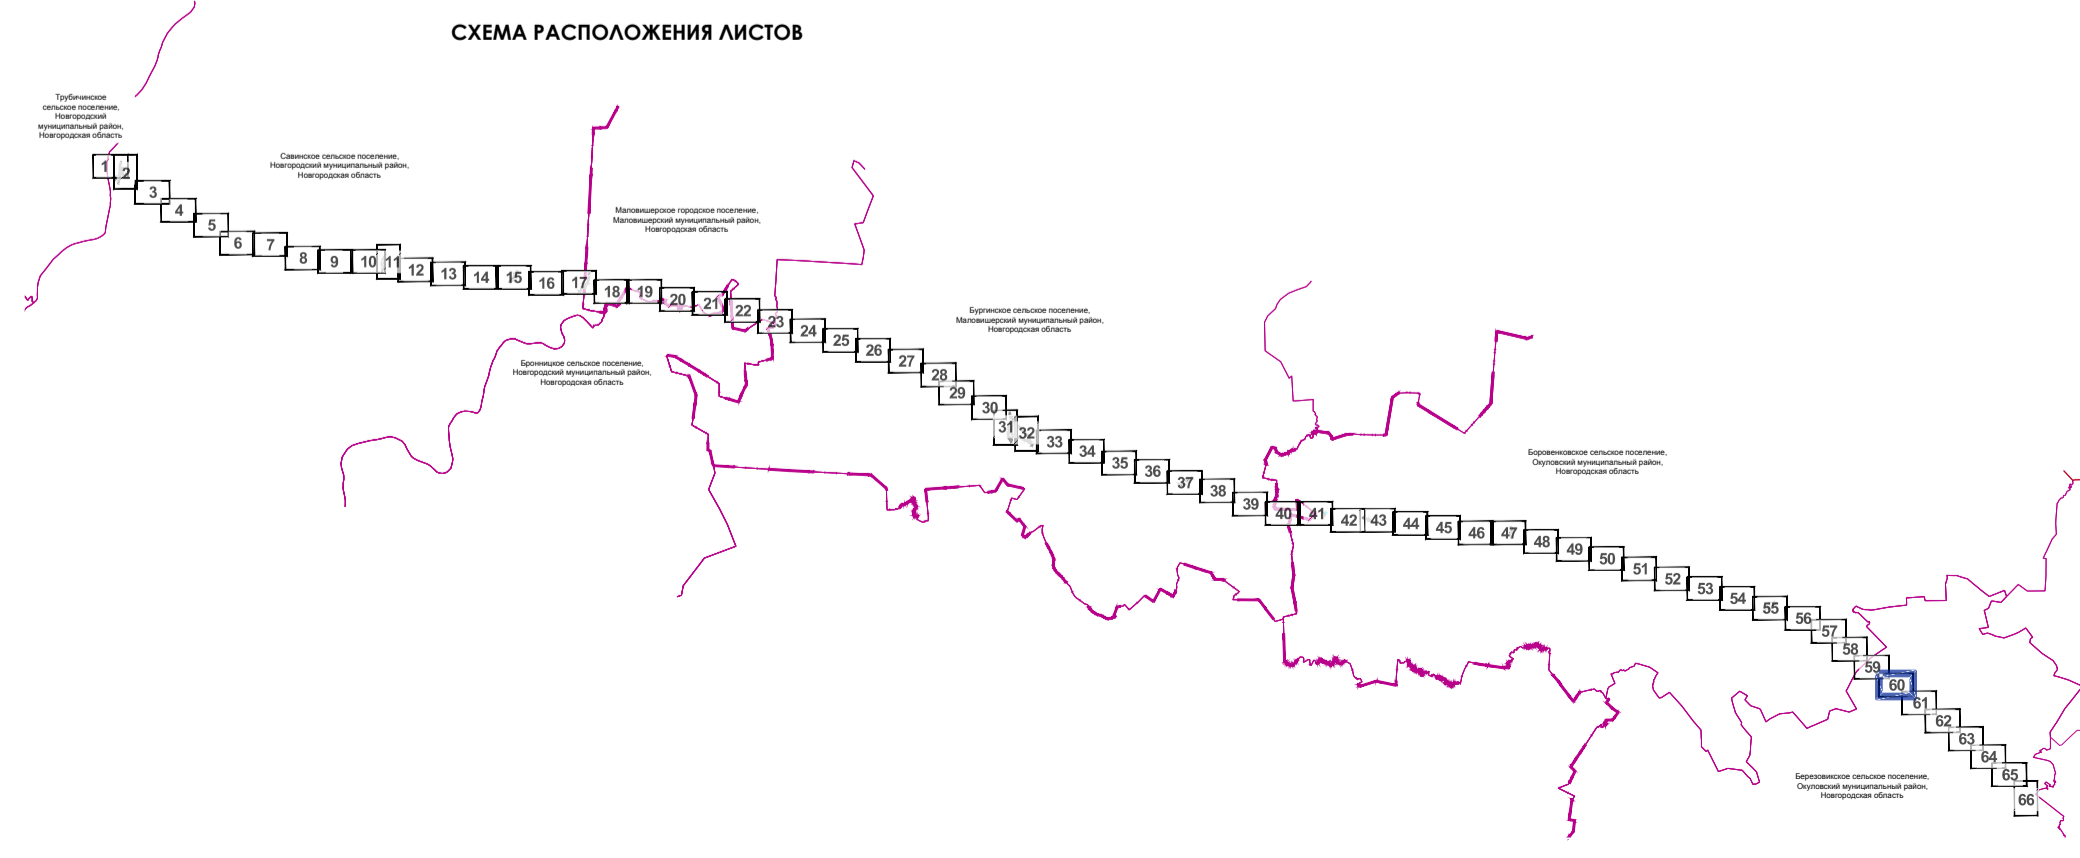 СХЕМА РАСПОЛОЖЕНИЯ ЛИСТОВ
Трубичинское
сельское поселение,
Новгородский
муниципальный район,
Новгородская область
Савинское сельское поселение,
Новгородский муниципальный район,
Новгородская область
Маловишерское городское поселение,
Маловишерский муниципальный район,
Новгородская область
Бронницкое сельское поселение,
Новгородский муниципальный район,
Новгородская область
Бургинское сельское поселение,
Маловишерский муниципальный район,
Новгородская область
Боровенковское сельское поселение,
Окуловский муниципальный район,
Новгородская область
Березовикское сельское поселение,
Окуловский муниципальный район,
Новгородская область
1
2
3
4
5
6
7
8
9
10
11
12
13
14
15
16
17
18
19
20
21
22
23
24
25
26
27
28
29
30
31
32
33
34
35
36
37
38
39
40
41
42
43
44
45
46
47
48
49
50
51
52
53
54
55
56
57
58
59
60
61
62
63
64
65
66